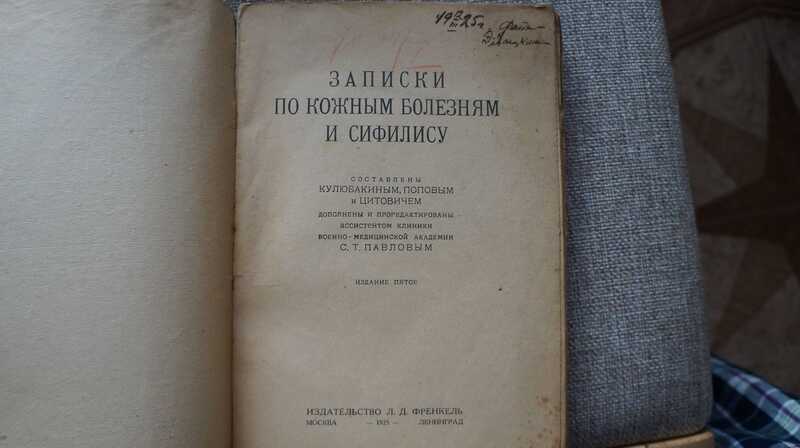 ЗАПИСКИ
ПО КОЖНЫМ БОЛЕЗНЯМ
И СИФИЛИСУ
СОСТАВЛЕНЫ
КУЛЮБАКИНЫМ, ПОПОВЫМ
и ЦИТОВИЧЕМ
ДОПОЛНЕНЫ И ПРОРЕДАКТИРОВАНЫ
АССИСТЕНТОМ КЛИНИКИ
ВОЕННО-МЕДИЦИНСКОЙ АКАДЕМИИ
С. Т. ПАВЛОВЫМ
ИЗДАНИЕ ПЯТОЕ
ИЗДАТЕЛЬСТВО Л. Д. ФРЕНКЕЛЬ
МОСКВА — 1925 — ЛЕНИНГРАД